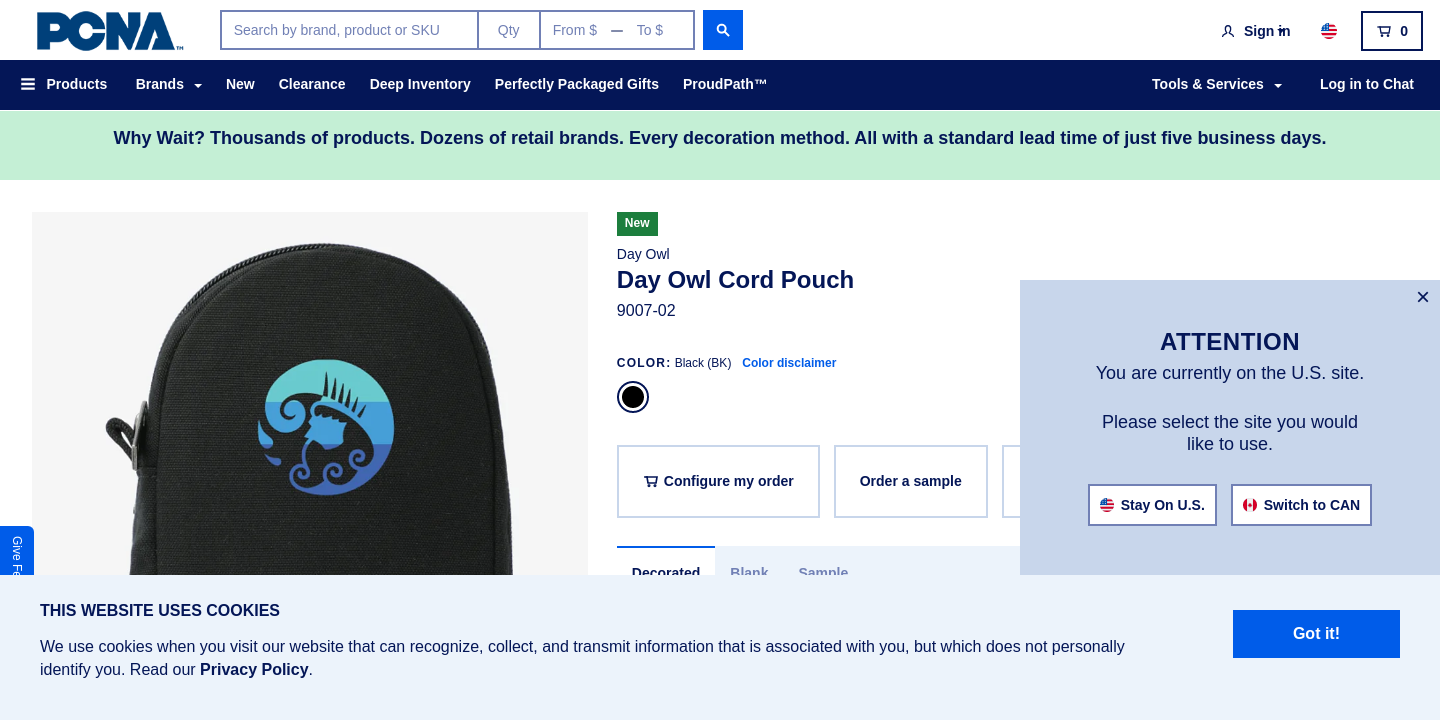 PCNA™
Search by brand, product or SKU
Qty
From $ — To $
Sign in
0
Products
Brands
New
Clearance
Deep Inventory
Perfectly Packaged Gifts
ProudPath™
Tools & Services
Log in to Chat
Why Wait? Thousands of products. Dozens of retail brands. Every decoration method. All with a standard lead time of just five business days.
New
Day Owl
Day Owl Cord Pouch
9007-02
COLOR: Black (BK) Color disclaimer
Configure my order
Order a sample
Decorated
Blank
Sample
×
ATTENTION
You are currently on the U.S. site.
Please select the site you would
like to use.
Stay On U.S.
Switch to CAN
Give
THIS WEBSITE USES COOKIES
We use cookies when you visit our website that can recognize, collect, and transmit information that is associated with you, but which does not personally
identify you. Read our Privacy Policy.
Got it!